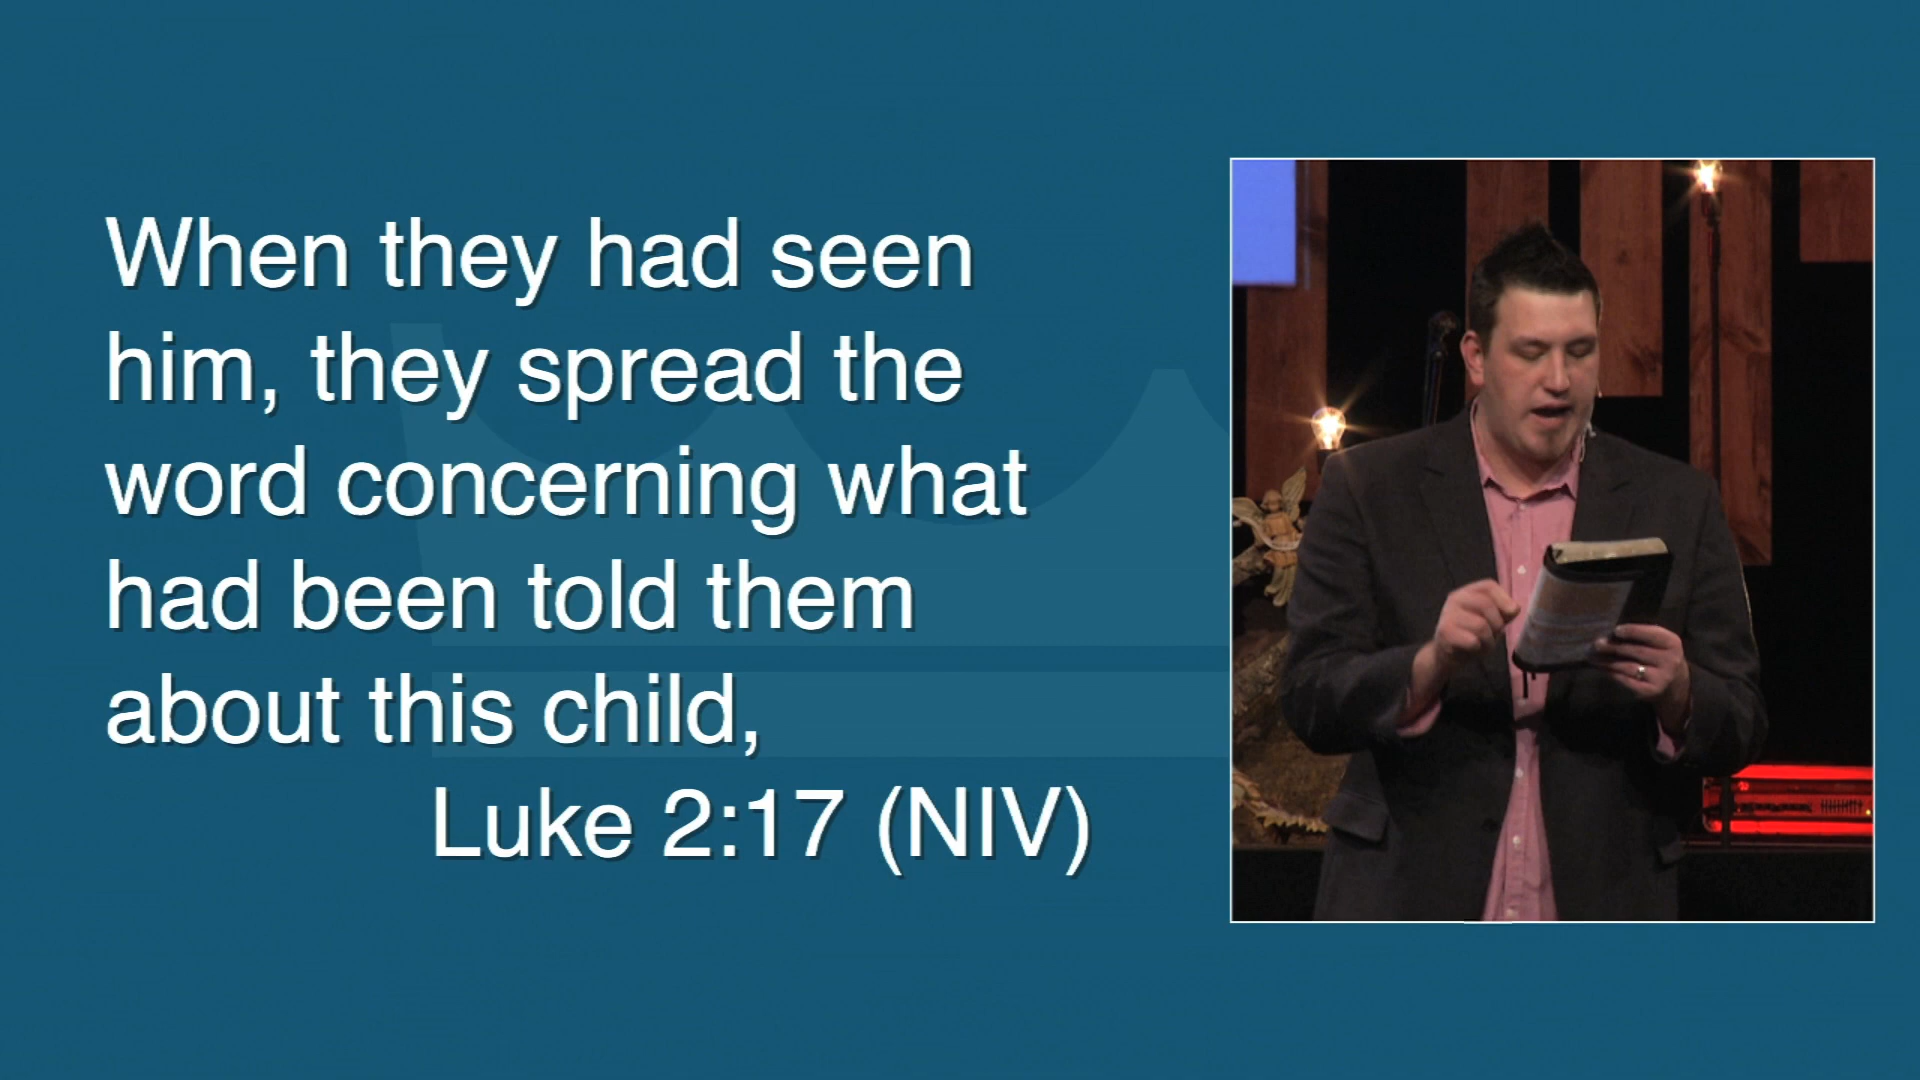 When they had seen
him, they spread the
word concerning what
had been told them
about this child,
Luke 2:17 (NIV)